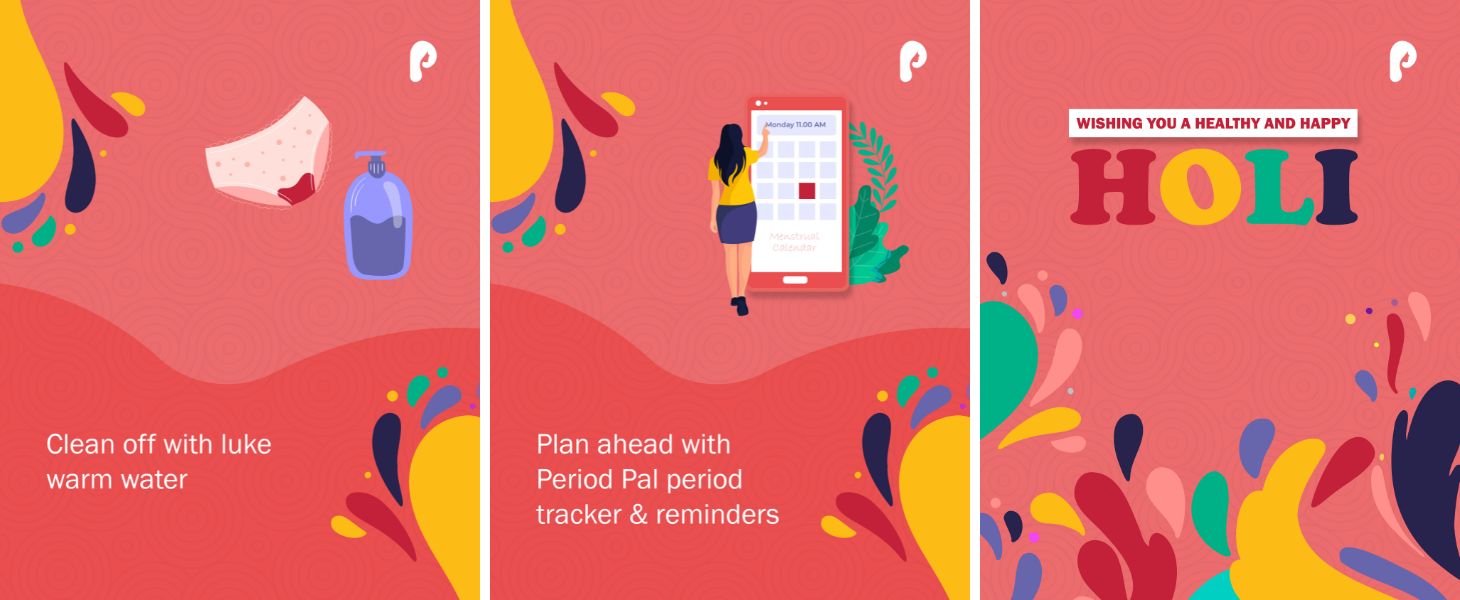 Clean off with luke
warm water
Monday 11.00 AM
Menstrual
Calendar
Plan ahead with
Period Pal period
tracker & reminders
WISHING YOU A HEALTHY AND HAPPY
HOLI